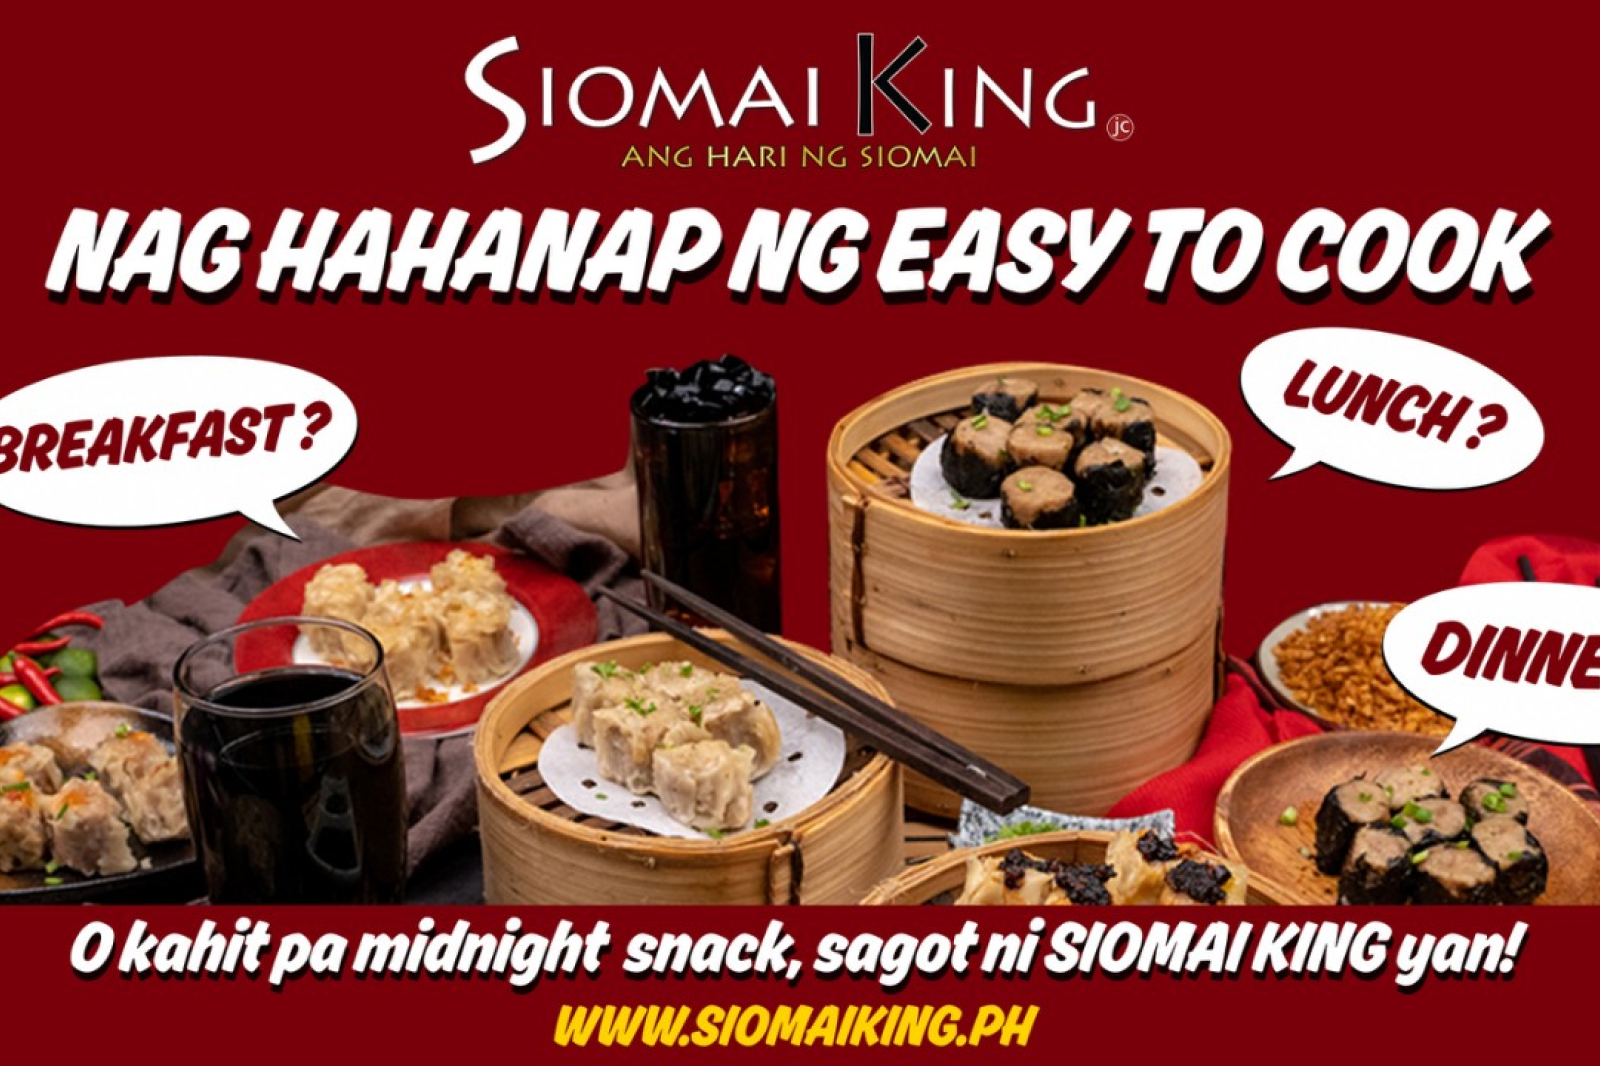 SIOMAI KING jc
ANG HARI NG SIOMAI
NAG HAHANAP NG EASY TO COOK
BREAKFAST?
LUNCH?
DINNE
O kahit pa midnight snack, sagot ni SIOMAI KING yan!
WWW.SIOMAIKING.PH